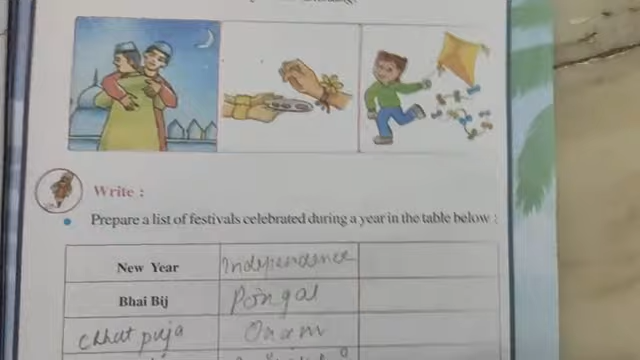 Write :
Prepare a list of festivals celebrated during a year in the table below :
New Year Independence
Bhai Bij Pongal
Chhat puja Onam